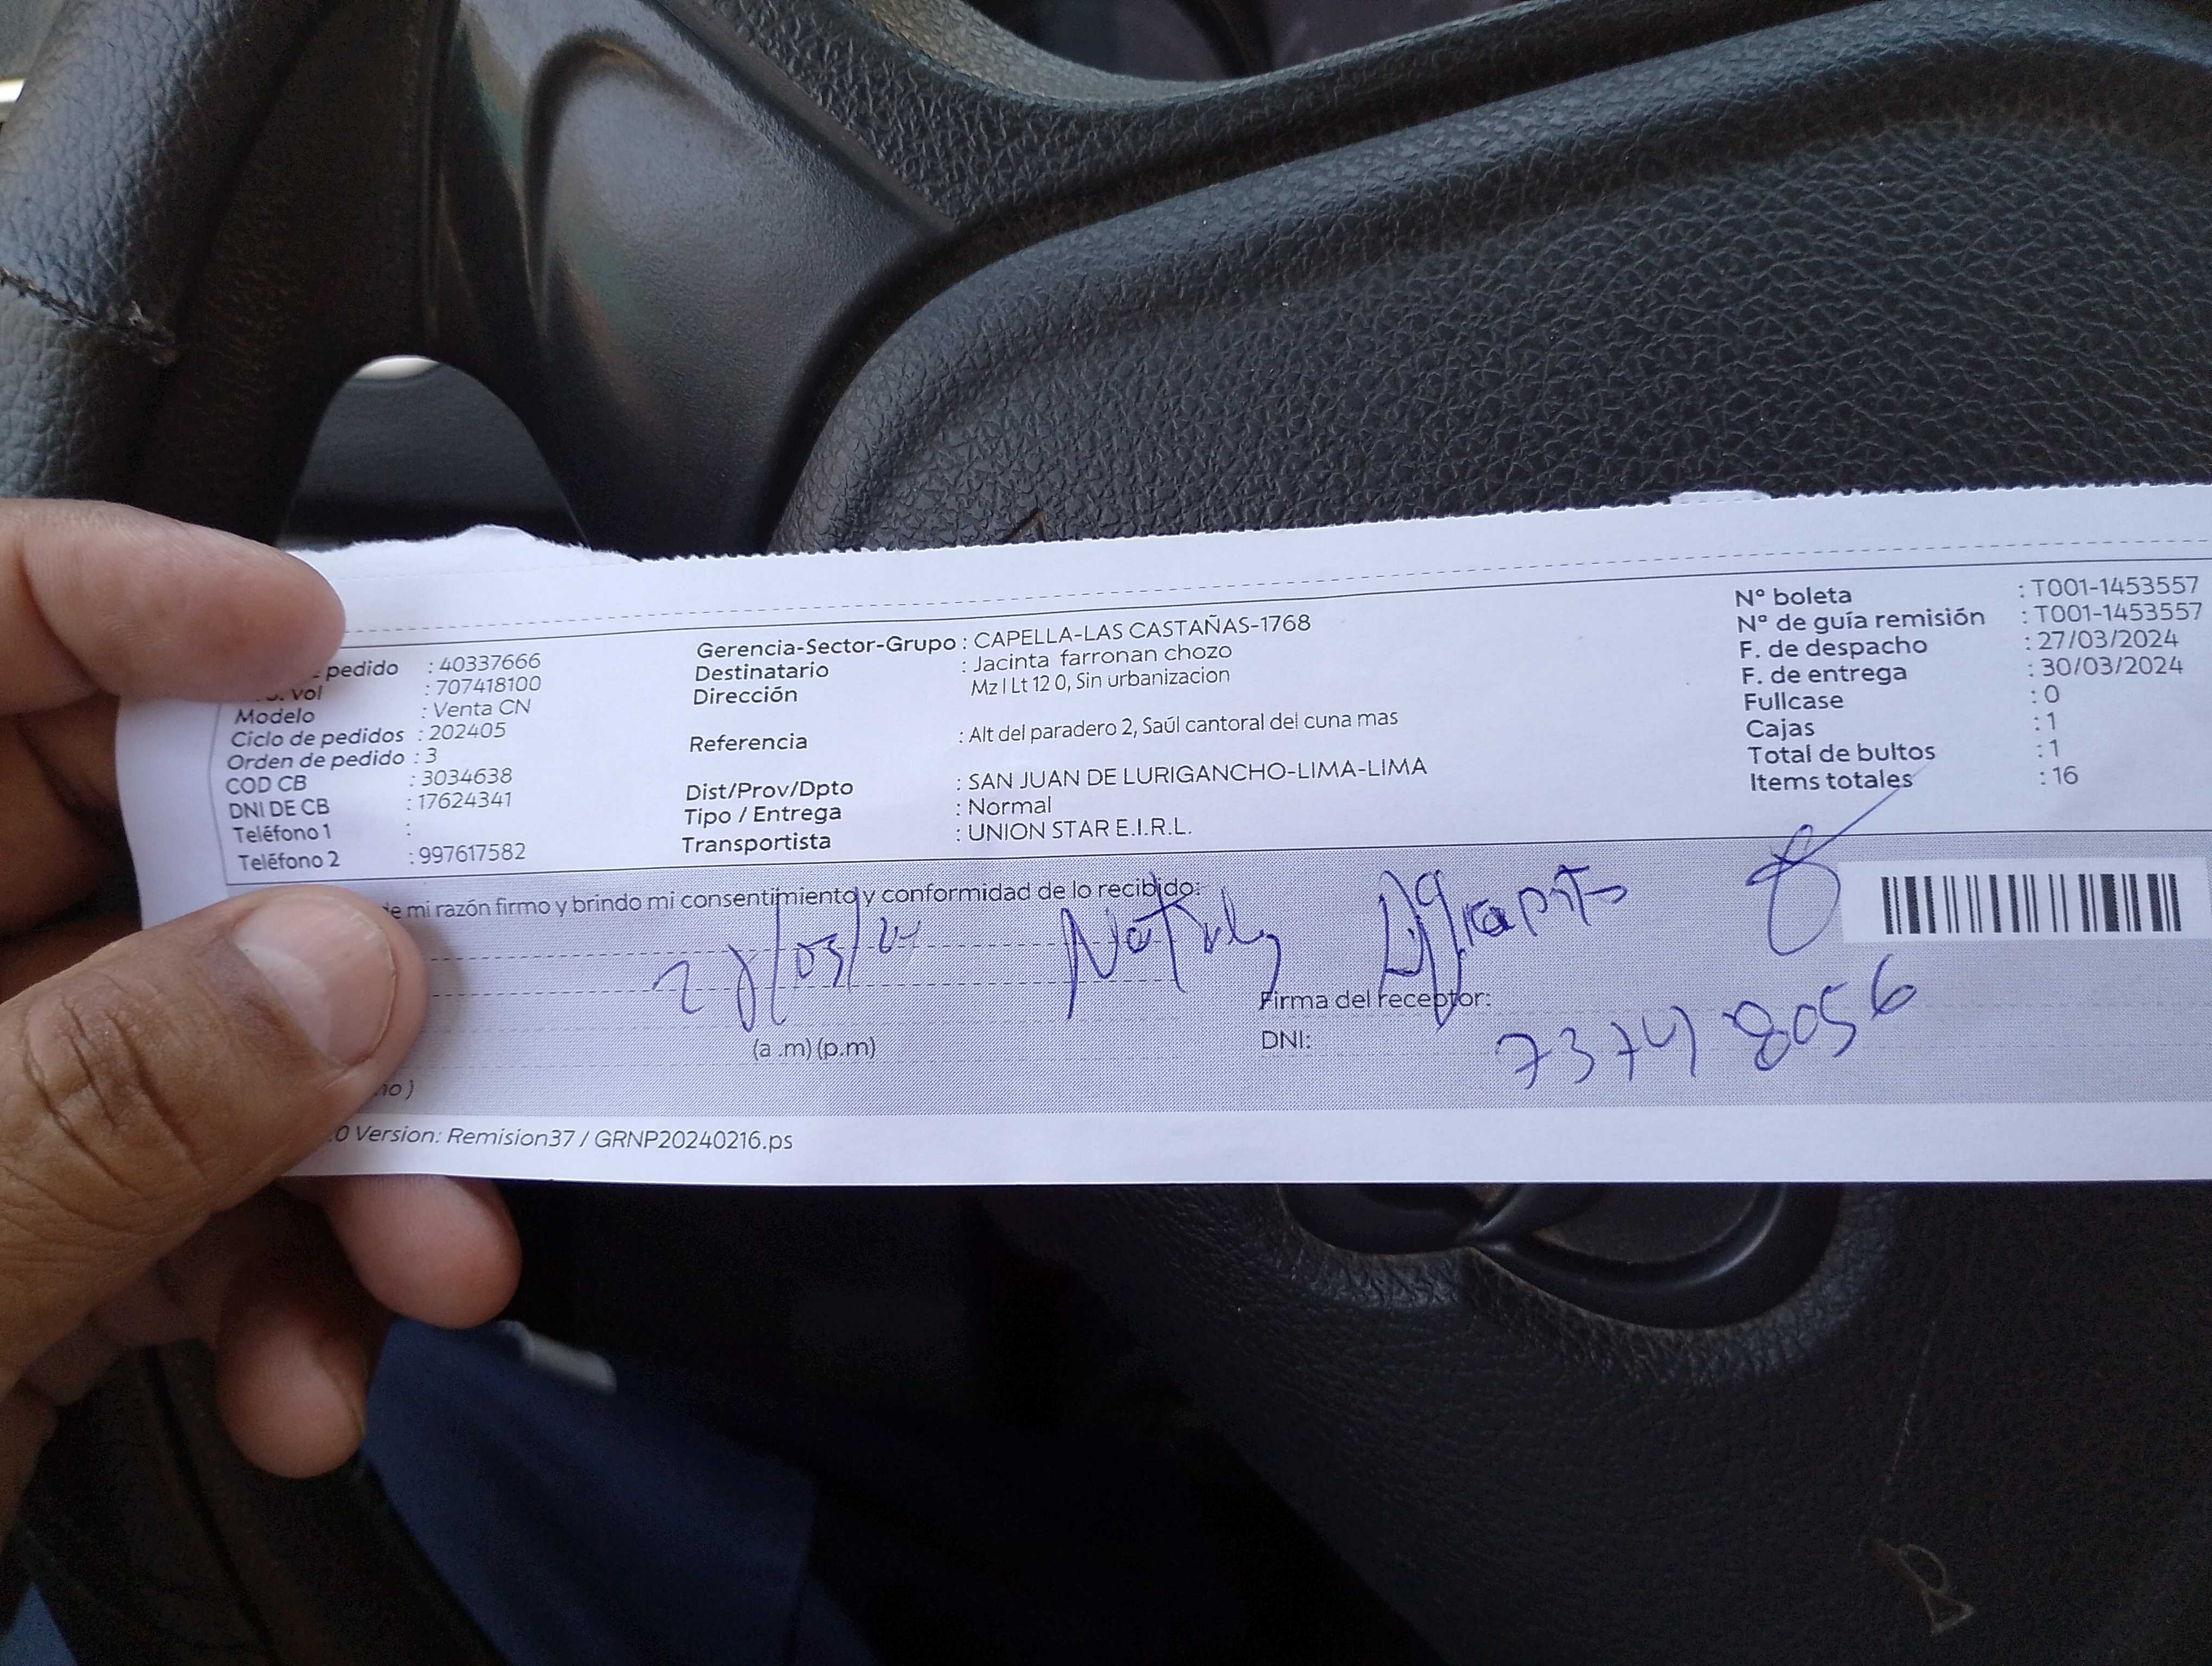 pedido : 40337666
vol : 707418100
Modelo : Venta CN
Ciclo de pedidos : 202405
Orden de pedido : 3
COD CB : 3034638
DNI DE CB : 17624341
Teléfono 1 :
Teléfono 2 : 997617582
Gerencia-Sector-Grupo : CAPELLA-LAS CASTAÑAS-1768
Destinatario : Jacinta farronan chozo
Dirección Mz I Lt 12 0, Sin urbanizacion
Referencia : Alt del paradero 2, Saúl cantoral del cuna mas
Dist/Prov/Dpto : SAN JUAN DE LURIGANCHO-LIMA-LIMA
Tipo / Entrega : Normal
Transportista : UNION STAR E.I.R.L.
Nº boleta : T001-1453557
Nº de guía remisión : T001-1453557
F. de despacho : 27/03/2024
F. de entrega : 30/03/2024
Fullcase : 0
Cajas : 1
Total de bultos : 1
Items totales : 16
de mi razón firmo y brindo mi consentimiento y conformidad de lo recibido:
Firma del receptor:
(a .m) (p.m)
DNI: 73748056
no )
.0 Version: Remision37 / GRNP20240216.ps